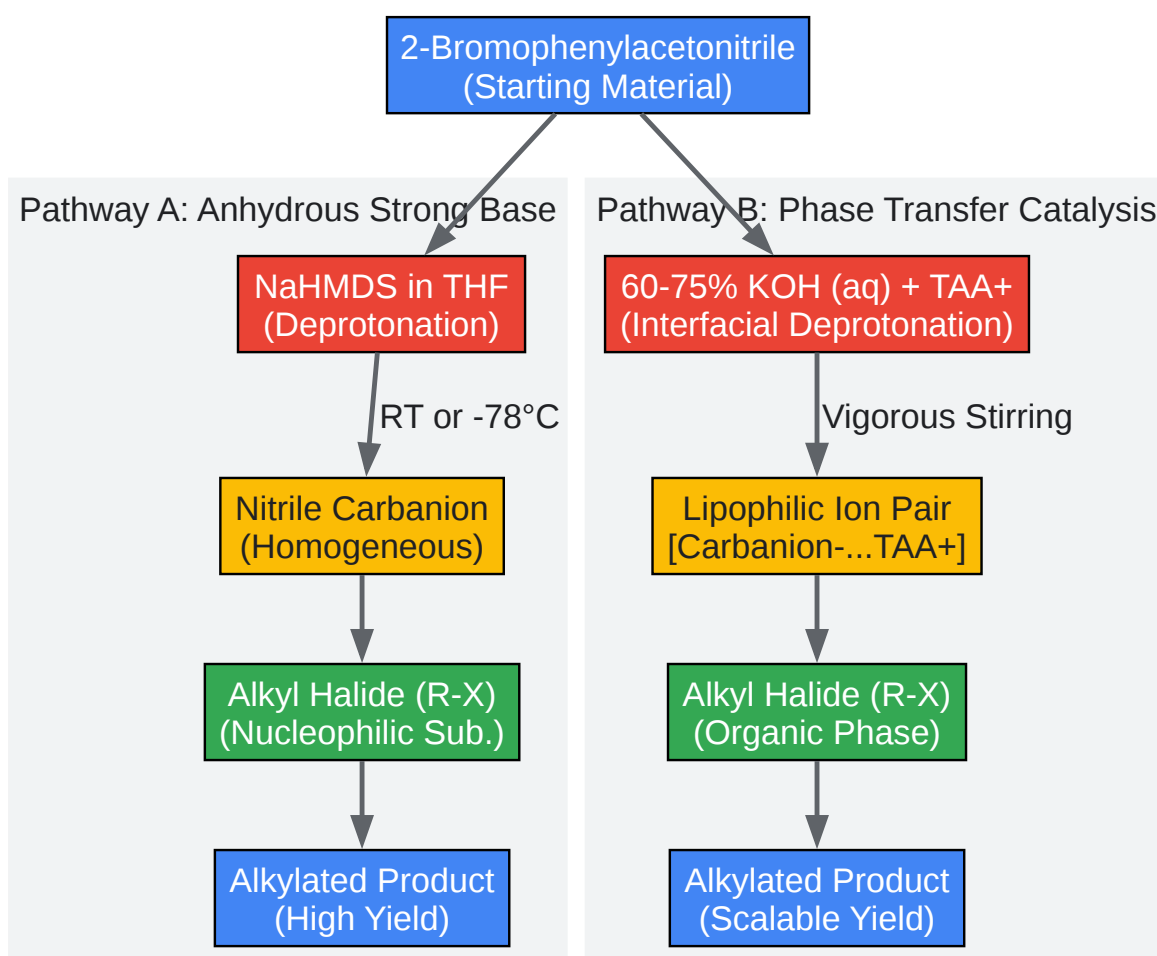 2-Bromophenylacetonitrile
(Starting Material)
Pathway A: Anhydrous Strong Base
NaHMDS in THF
(Deprotonation)
RT or -78°C
Nitrile Carbanion
(Homogeneous)
Alkyl Halide (R-X)
(Nucleophilic Sub.)
Alkylated Product
(High Yield)
Pathway B: Phase Transfer Catalysis
60-75% KOH (aq) + TAA+
(Interfacial Deprotonation)
Vigorous Stirring
Lipophilic Ion Pair
[Carbanion-...TAA+]
Alkyl Halide (R-X)
(Organic Phase)
Alkylated Product
(Scalable Yield)